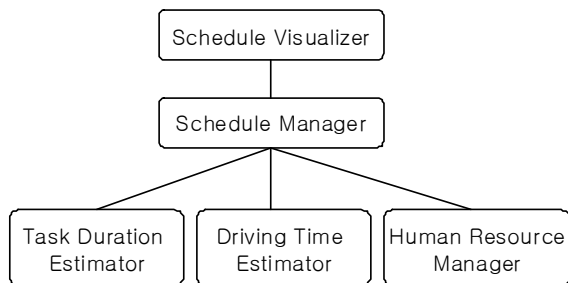 Schedule Visualizer
Schedule Manager
Task Duration
Estimator
Driving Time
Estimator
Human Resource
Manager